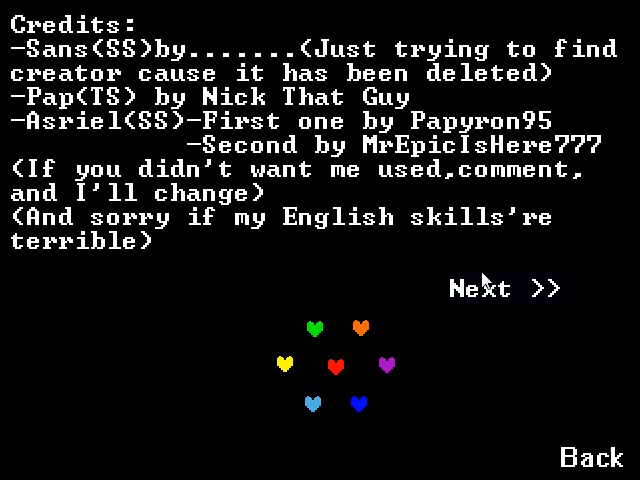 Credits:
-Sans(SS)by.......(Just trying to find
creator cause it has been deleted)
-Pap(TS) by Nick That Guy
-Asriel(SS)-First one by Papyron95
-Second by MrEpicIsHere777
(If you didn't want me used,comment,
and I'll change)
(And sorry if my English skills're
terrible)
Next >>
Back